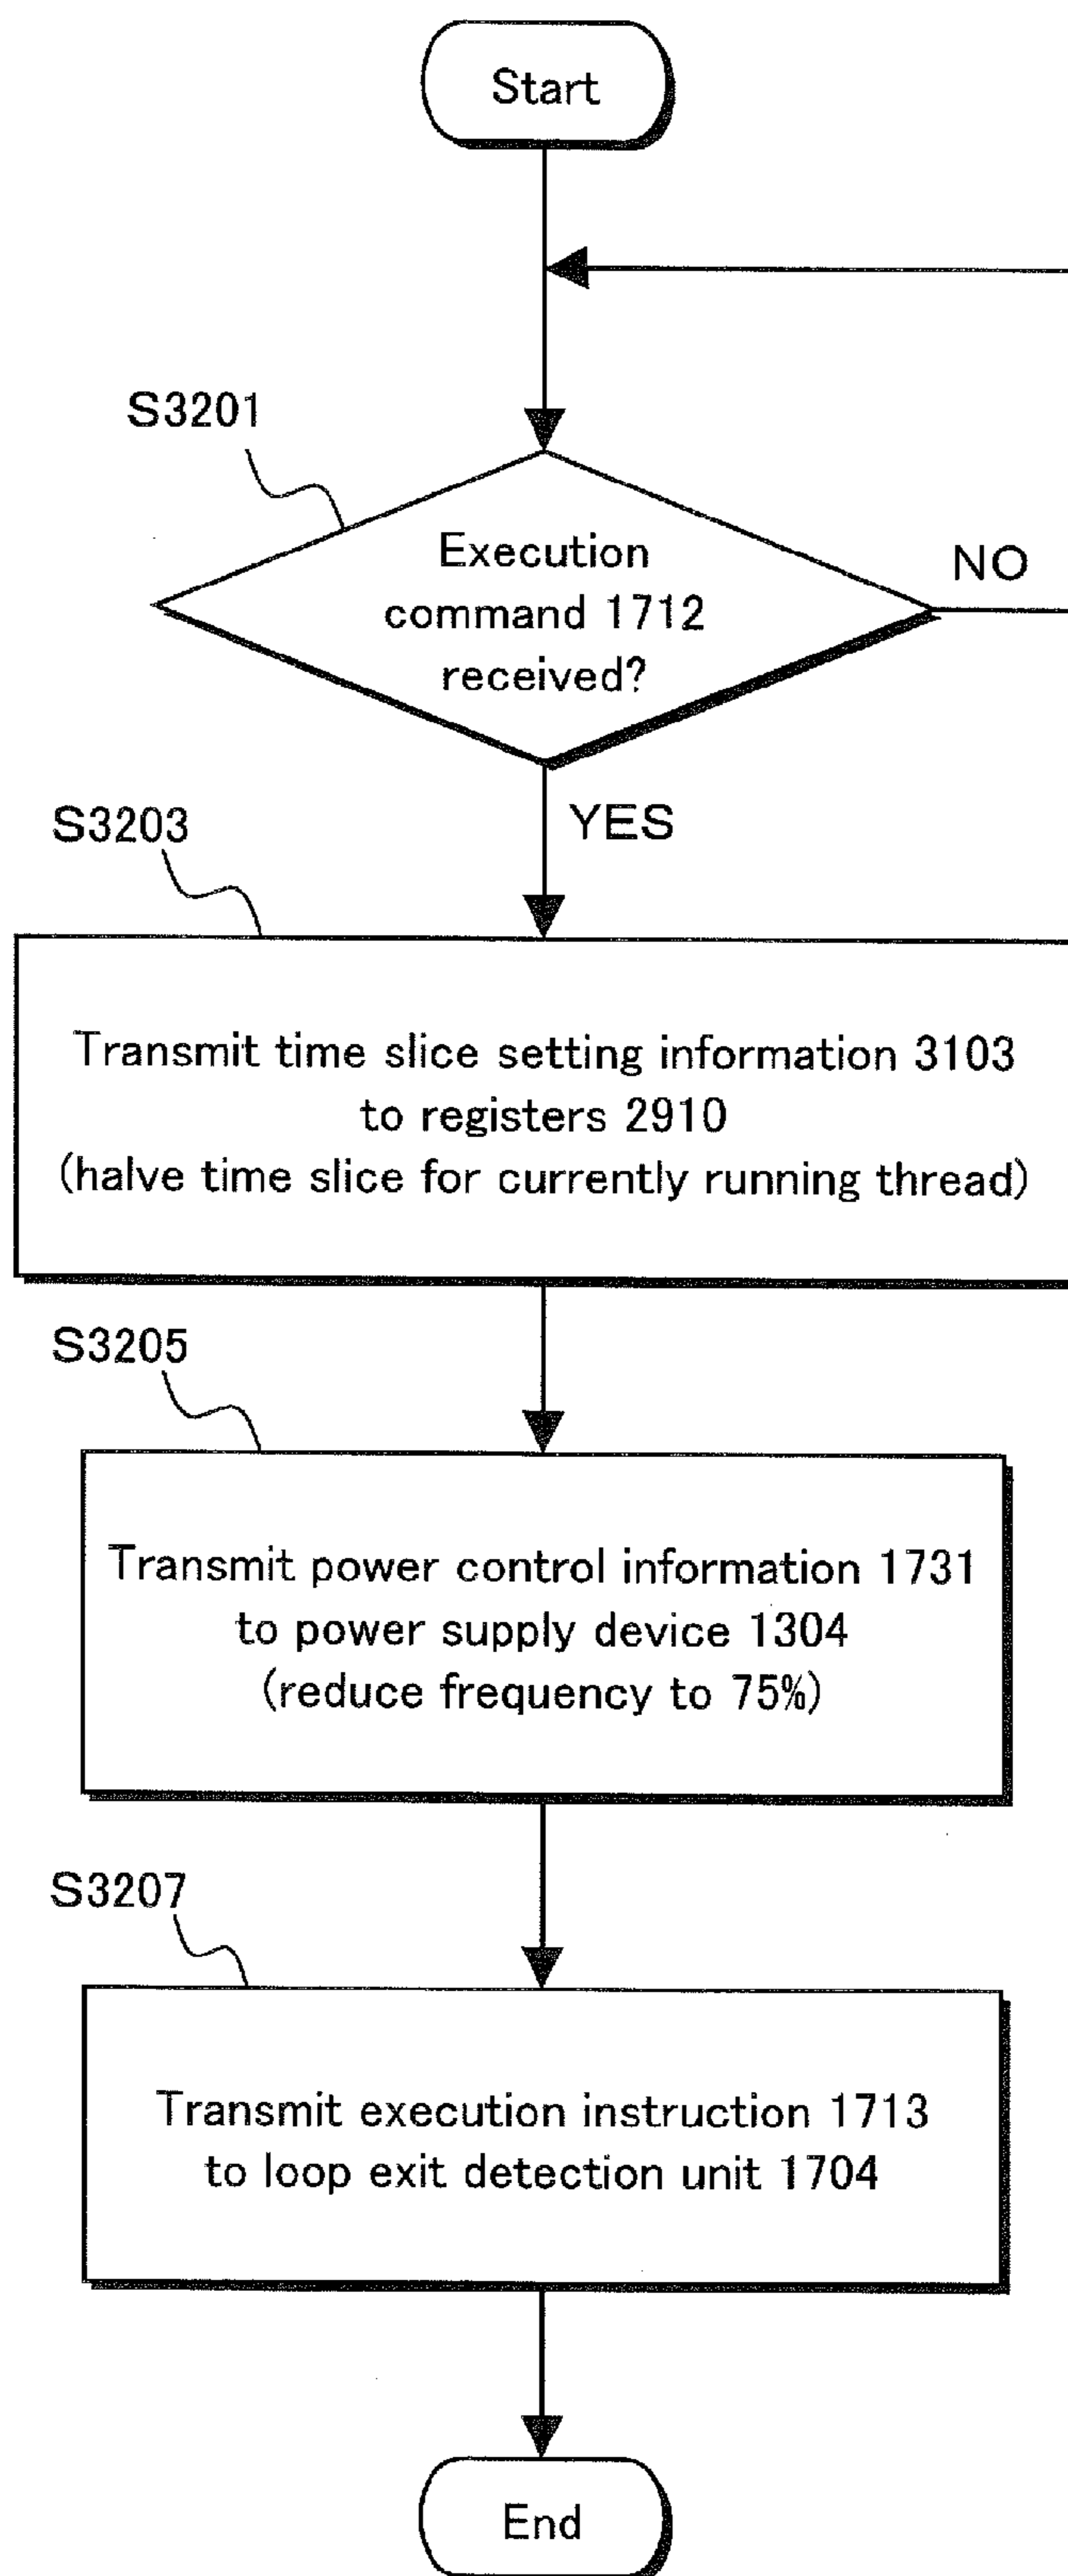 Start
S3201
Execution
command 1712
received?
NO
YES
S3203
Transmit time slice setting information 3103
to registers 2910
(halve time slice for currently running thread)
S3205
Transmit power control information 1731
to power supply device 1304
(reduce frequency to 75%)
S3207
Transmit execution instruction 1713
to loop exit detection unit 1704
End